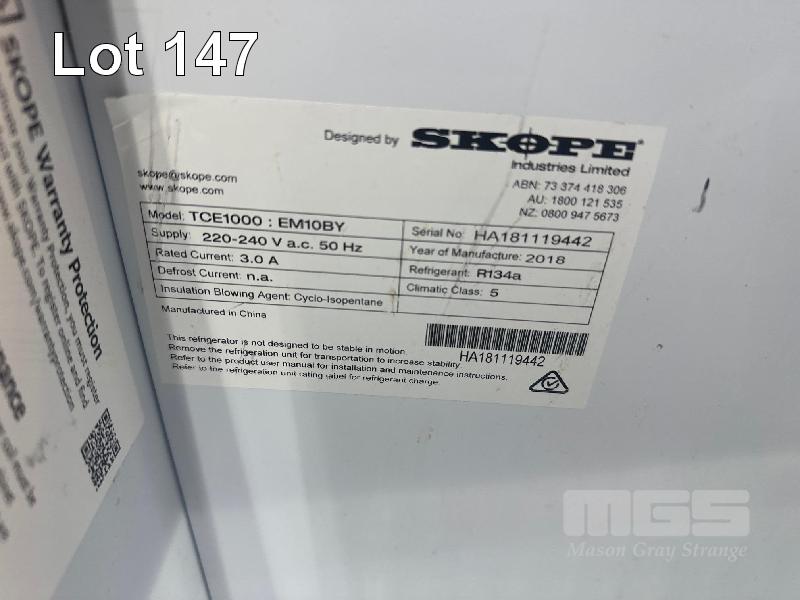 Lot 147
SKOPE Warranty Protection
Designed by SKOPE
Industries Limited
skope@skope.com
www.skope.com
ABN: 73 374 418 306
AU: 1800 121 535
NZ: 0800 947 5673
Model: TCE1000 : EM10BY
Serial No: HA181119442
Supply: 220-240 V a.c. 50 Hz
Year of Manufacture: 2018
Rated Current: 3.0 A
Refrigerant: R134a
Defrost Current: n.a.
Climatic Class: 5
Insulation Blowing Agent: Cyclo-Isopentane
Manufactured in China
HA181119442
This refrigerator is not designed to be stable in motion
Remove the refrigeration unit for transportation to increase stability
Refer to the product user manual for installation and maintenance instructions.
Refer to the refrigeration unit rating label for refrigerant charge.
MGS
Mason Gray Strange